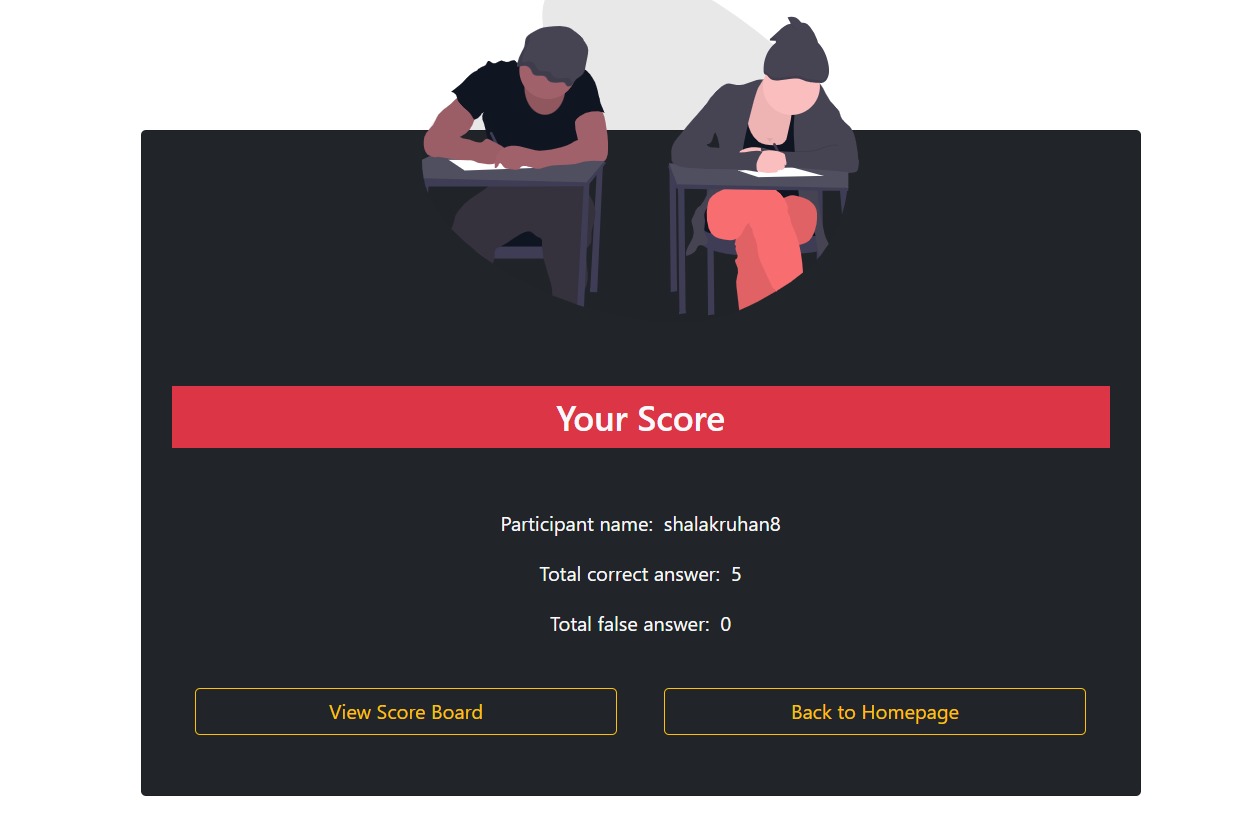 Your Score
Participant name: shalakruhan8
Total correct answer: 5
Total false answer: 0
View Score Board
Back to Homepage